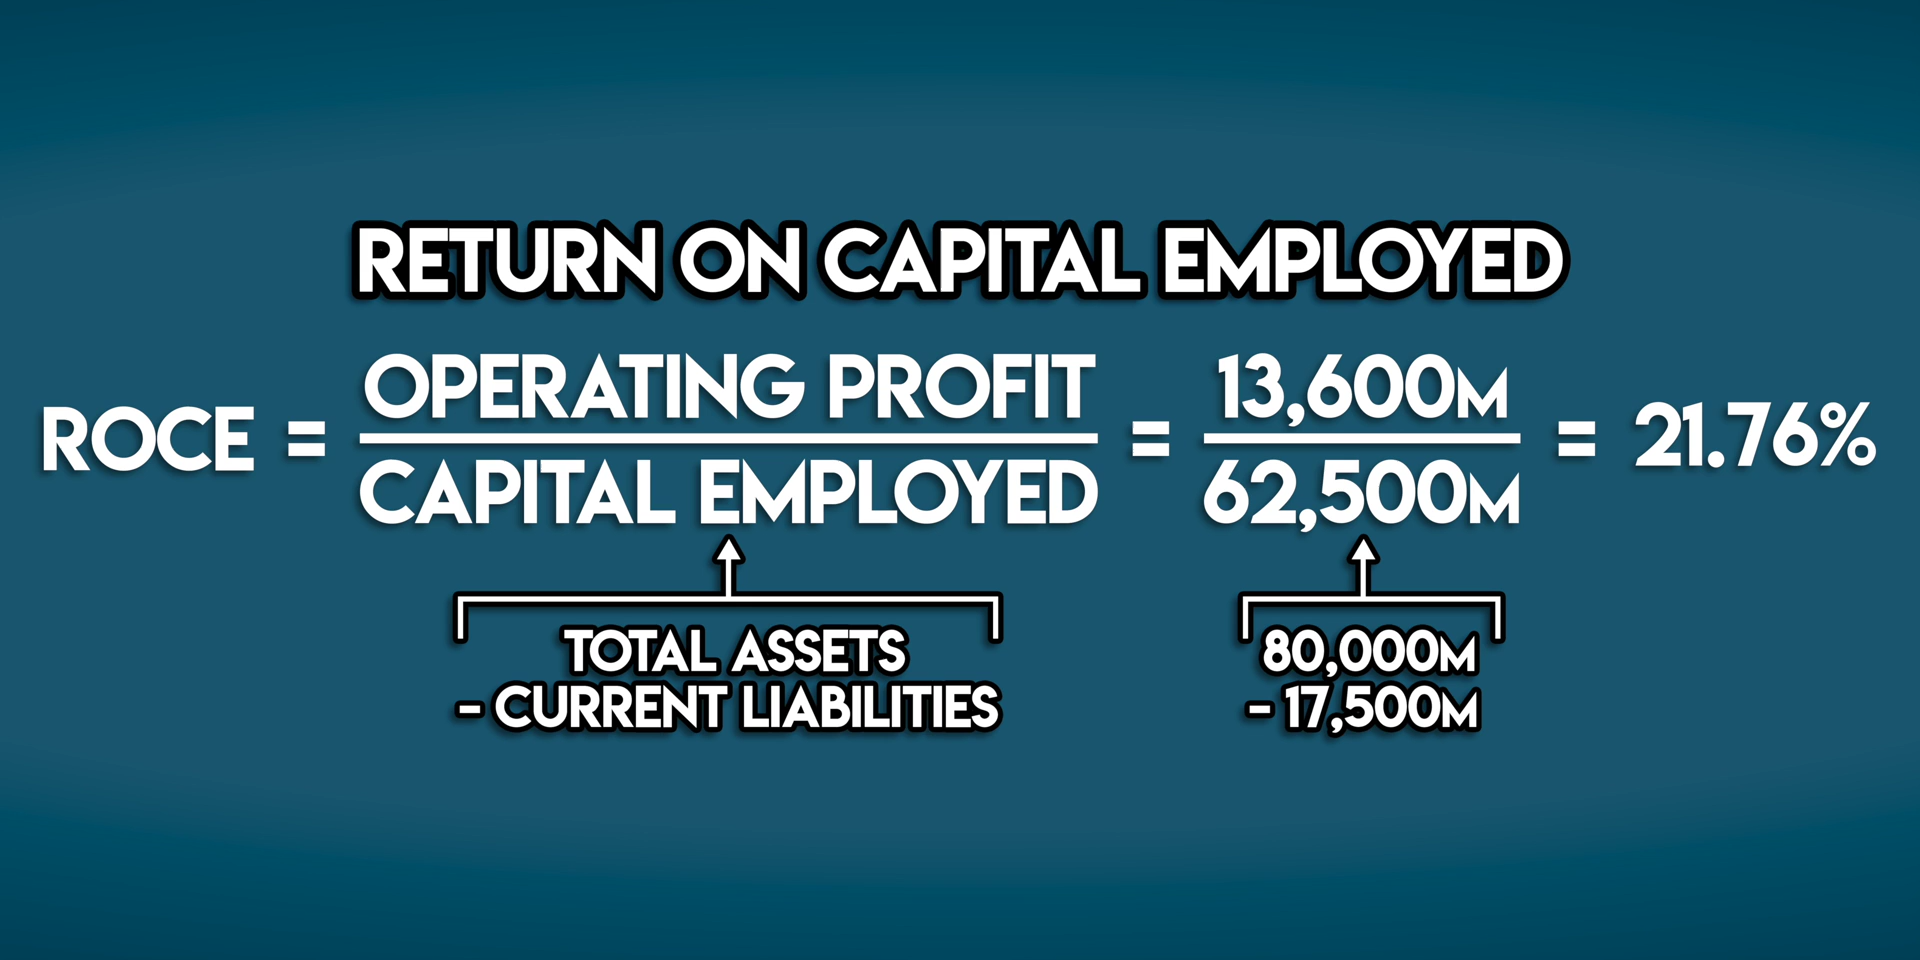 RETURN ON CAPITAL EMPLOYED
ROCE = OPERATING PROFIT / CAPITAL EMPLOYED = 13,600M / 62,500M = 21.76%
TOTAL ASSETS
- CURRENT LIABILITIES
80,000M
- 17,500M